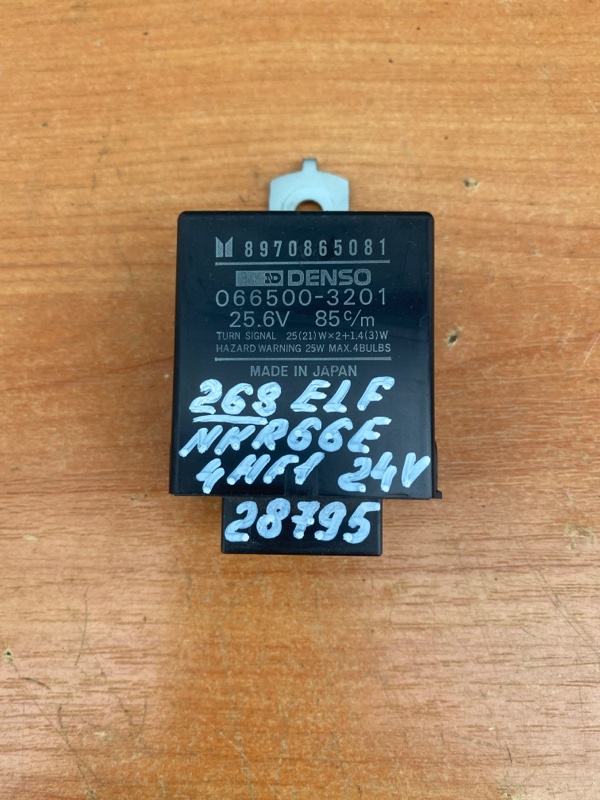 8970865081
ND DENSO
066500-3201
25.6V 85c/m
TURN SIGNAL 25(21)W×2+1.4(3)W
HAZARD WARNING 25W MAX.4BULBS
MADE IN JAPAN
268 ELF
NKR66E
4HF1 24V
28795